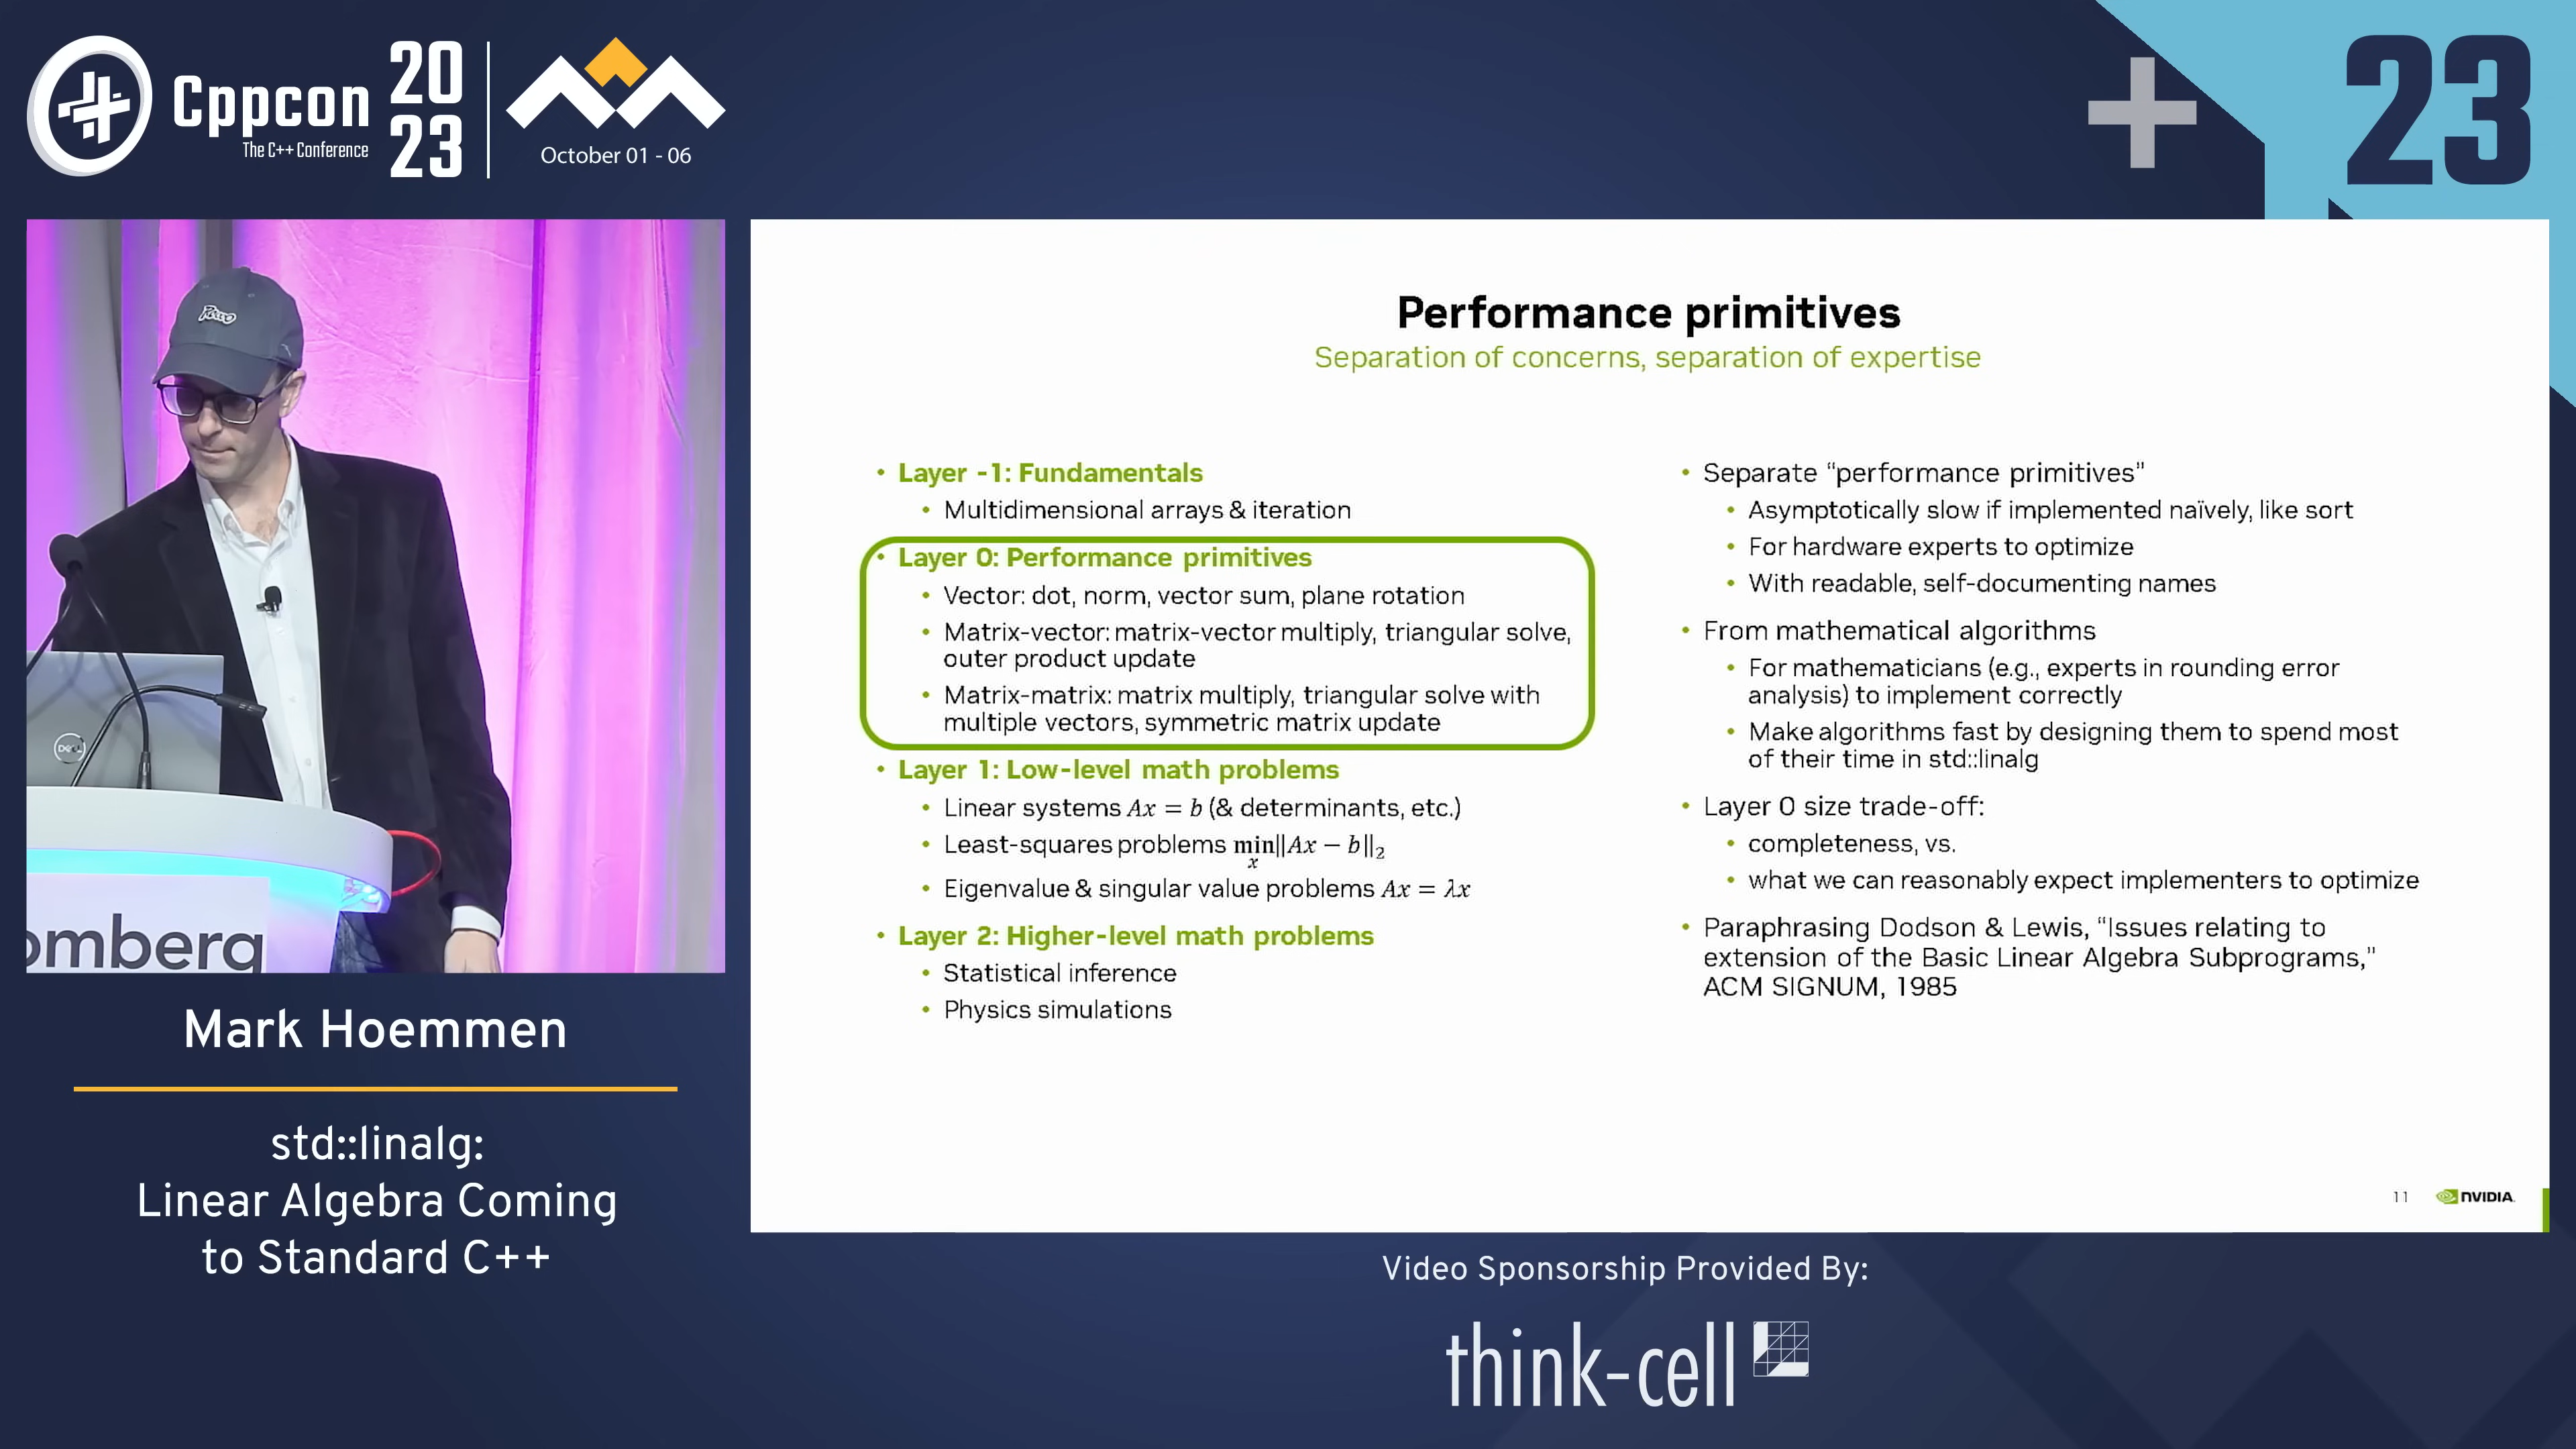 Cppcon
The C++ Conference
20
23
October 01 - 06
23
Performance primitives
Separation of concerns, separation of expertise
• Layer -1: Fundamentals
• Multidimensional arrays & iteration
• Layer 0: Performance primitives
• Vector: dot, norm, vector sum, plane rotation
• Matrix-vector: matrix-vector multiply, triangular solve,
outer product update
• Matrix-matrix: matrix multiply, triangular solve with
multiple vectors, symmetric matrix update
• Layer 1: Low-level math problems
• Linear systems Ax = b (& determinants, etc.)
• Least-squares problems min‖Ax − b‖₂
x
• Eigenvalue & singular value problems Ax = λx
• Layer 2: Higher-level math problems
• Statistical inference
• Physics simulations
• Separate “performance primitives”
• Asymptotically slow if implemented naïvely, like sort
• For hardware experts to optimize
• With readable, self-documenting names
• From mathematical algorithms
• For mathematicians (e.g., experts in rounding error
analysis) to implement correctly
• Make algorithms fast by designing them to spend most
of their time in std::linalg
• Layer 0 size trade-off:
• completeness, vs.
• what we can reasonably expect implementers to optimize
• Paraphrasing Dodson & Lewis, “Issues relating to
extension of the Basic Linear Algebra Subprograms,”
ACM SIGNUM, 1985
11
NVIDIA
DELL
omberg
Mark Hoemmen
std::linalg:
Linear Algebra Coming
to Standard C++
Video Sponsorship Provided By:
think-cell